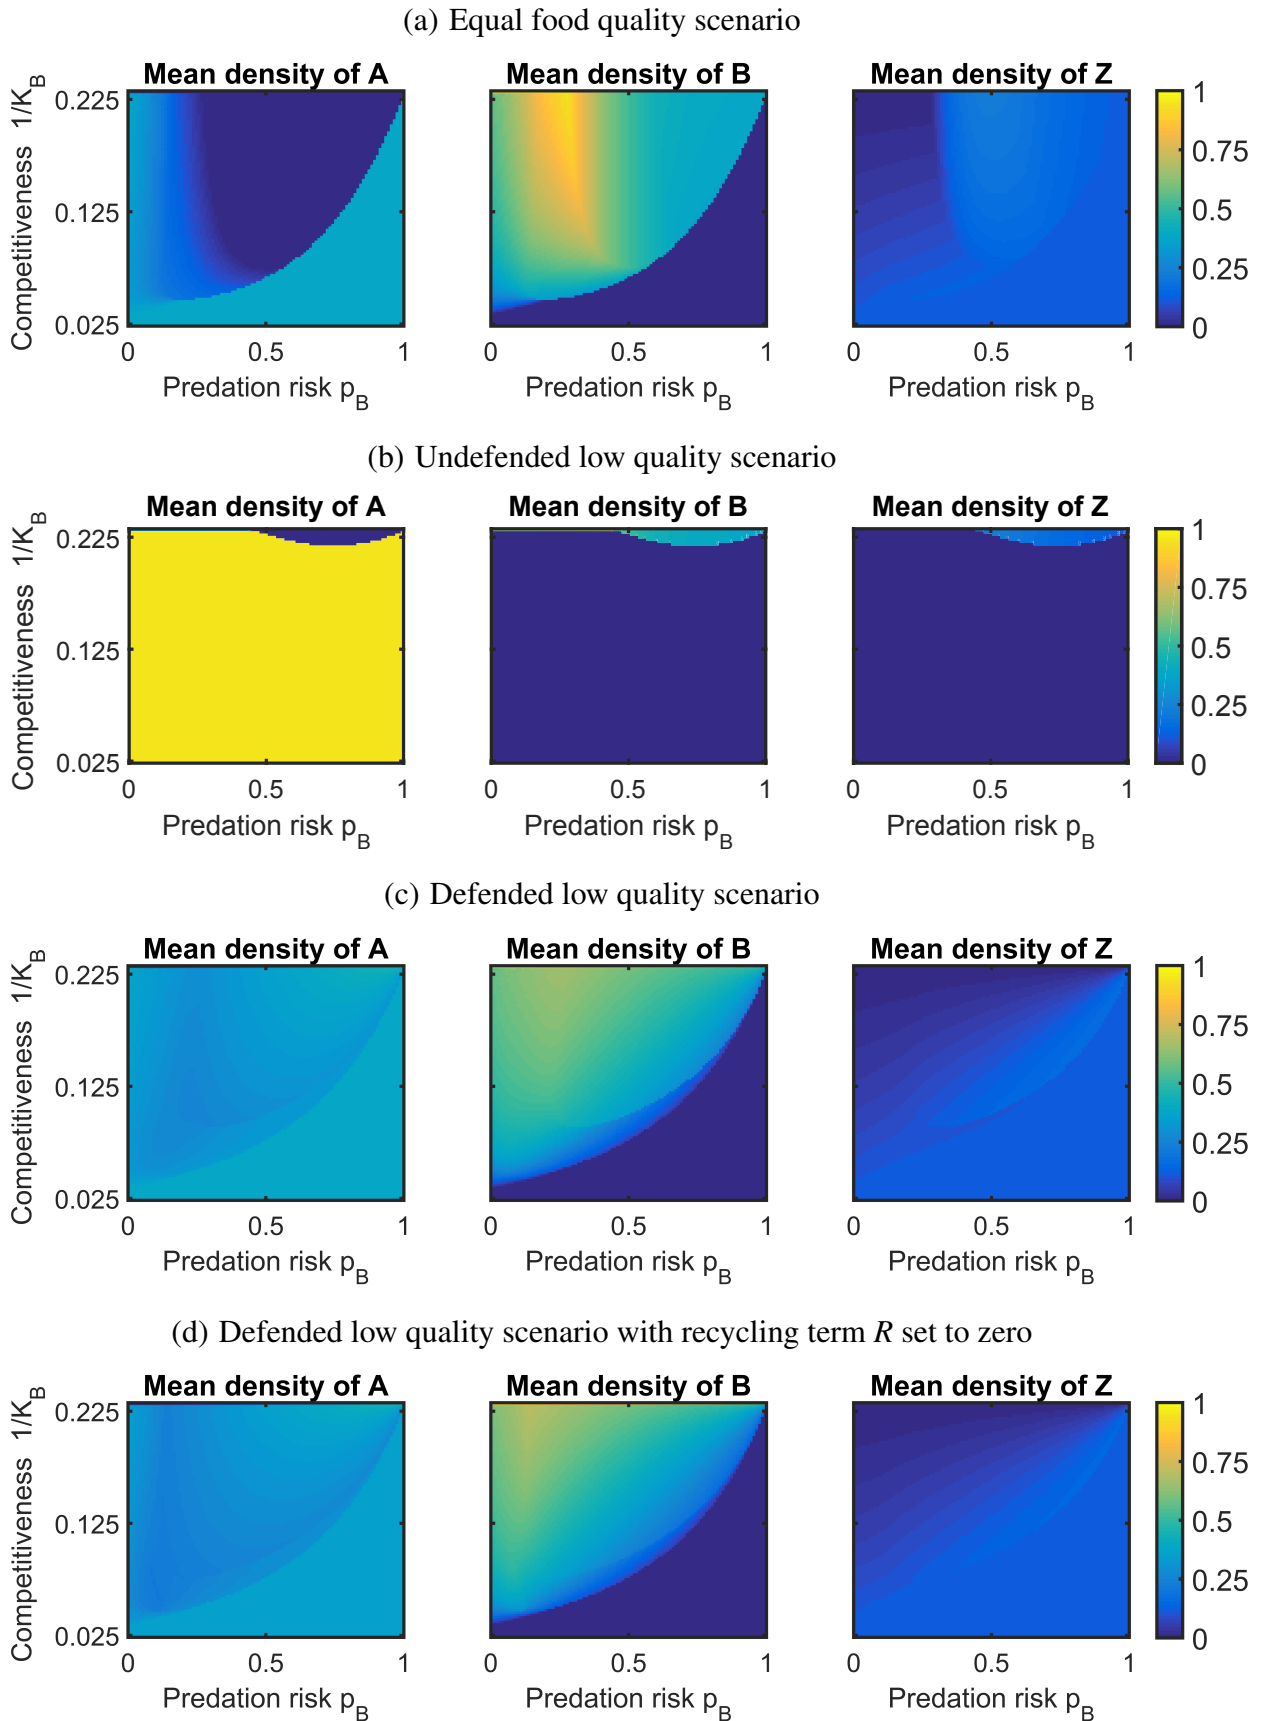 (a) Equal food quality scenario
Mean density of A Mean density of B Mean density of Z
Competitiveness 1/K_B
0.225
0.125
0.025
0 0.5 1
0 0.5 1
0 0.5 1
Predation risk p_B Predation risk p_B Predation risk p_B
1
0.75
0.5
0.25
0
(b) Undefended low quality scenario
Mean density of A Mean density of B Mean density of Z
Competitiveness 1/K_B
0.225
0.125
0.025
0 0.5 1
0 0.5 1
0 0.5 1
Predation risk p_B Predation risk p_B Predation risk p_B
1
0.75
0.5
0.25
0
(c) Defended low quality scenario
Mean density of A Mean density of B Mean density of Z
Competitiveness 1/K_B
0.225
0.125
0.025
0 0.5 1
0 0.5 1
0 0.5 1
Predation risk p_B Predation risk p_B Predation risk p_B
1
0.75
0.5
0.25
0
(d) Defended low quality scenario with recycling term R set to zero
Mean density of A Mean density of B Mean density of Z
Competitiveness 1/K_B
0.225
0.125
0.025
0 0.5 1
0 0.5 1
0 0.5 1
Predation risk p_B Predation risk p_B Predation risk p_B
1
0.75
0.5
0.25
0